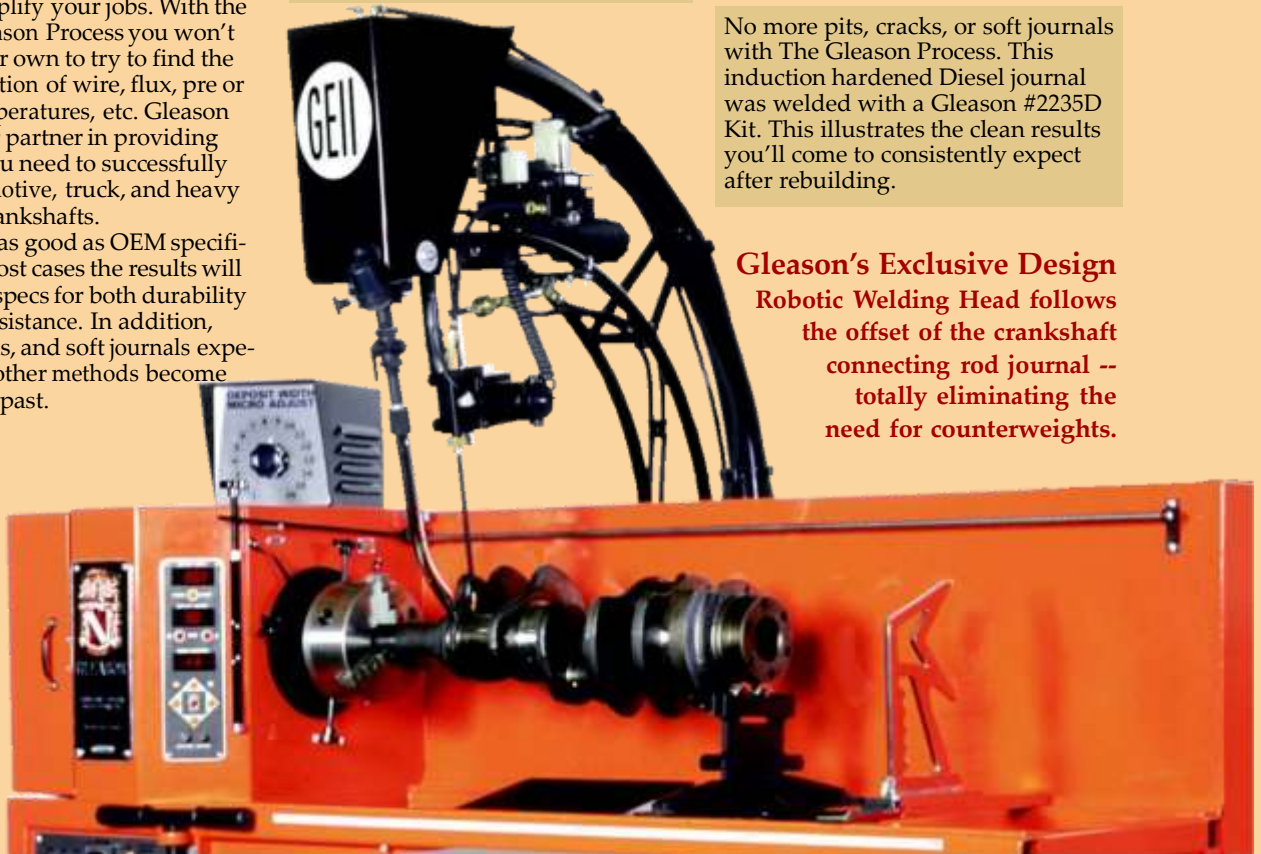 plify your jobs. With the
ason Process you won't
r own to try to find the
tion of wire, flux, pre or
peratures, etc. Gleason
partner in providing
u need to successfully
otive, truck, and heavy
ankshafts.
as good as OEM specifi-
ost cases the results will
specs for both durability
sistance. In addition,
s, and soft journals expe-
other methods become
past.
No more pits, cracks, or soft journals
with The Gleason Process. This
induction hardened Diesel journal
was welded with a Gleason #2235D
Kit. This illustrates the clean results
you'll come to consistently expect
after rebuilding.
Gleason's Exclusive Design
Robotic Welding Head follows
the offset of the crankshaft
connecting rod journal --
totally eliminating the
need for counterweights.
GEII
DEPOSIT WIDTH
MICRO ADJUST
N
GLEASON